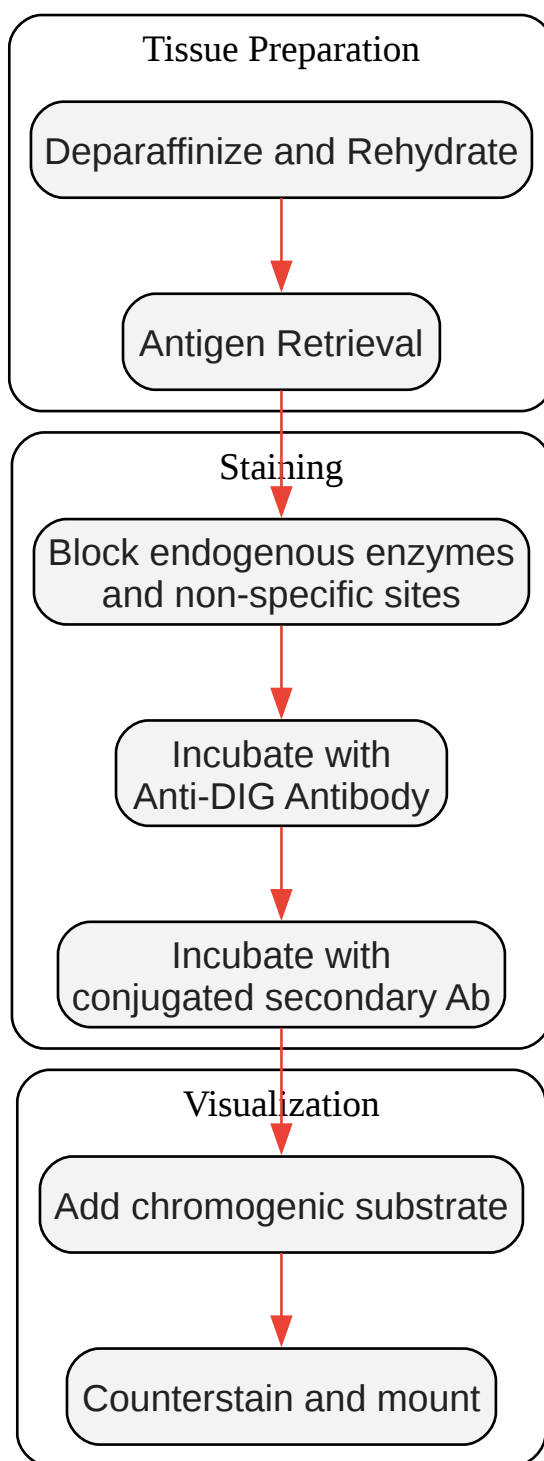 Tissue Preparation
Deparaffinize and Rehydrate
Antigen Retrieval
Staining
Block endogenous enzymes
and non-specific sites
Incubate with
Anti-DIG Antibody
Incubate with
conjugated secondary Ab
Visualization
Add chromogenic substrate
Counterstain and mount